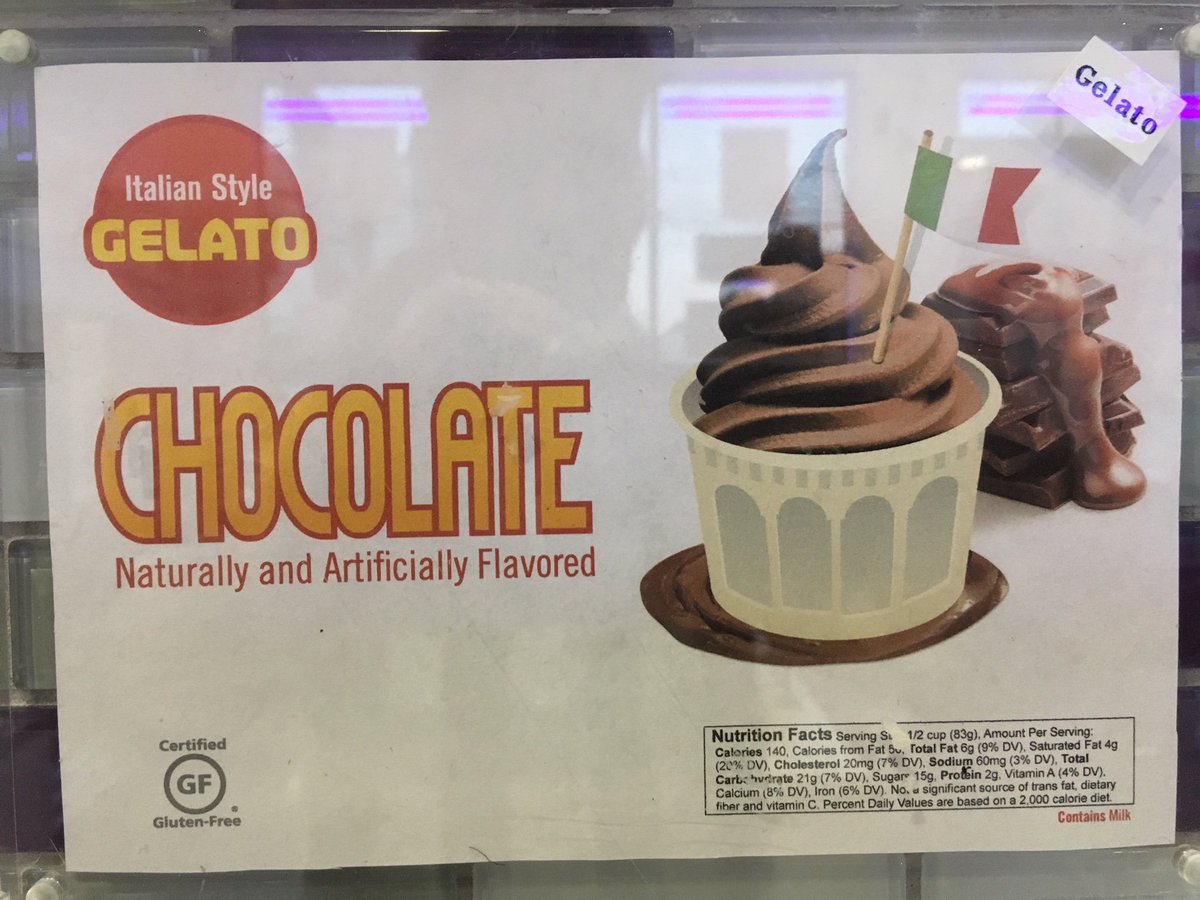 Gelato
Italian Style
GELATO
CHOCOLATE
Naturally and Artificially Flavored
Certified
GF
®
Gluten-Free
Nutrition Facts Serving 1/2 cup (83g), Amount Per Serving:
Calories 140, Calories from Fat Total Fat 6g (9% DV), Saturated Fat 4g
(20% DV), Cholesterol 20mg (7% DV), Sodium 60mg (3% DV), Total
Carbohydrate 21g (7% DV), Sugars 15g, Protein 2g, Vitamin A (4% DV),
Calcium (8% DV), Iron (6% DV). Not a significant source of trans fat, dietary
fiber and vitamin C. Percent Daily Values are based on a 2,000 calorie diet.
Contains Milk